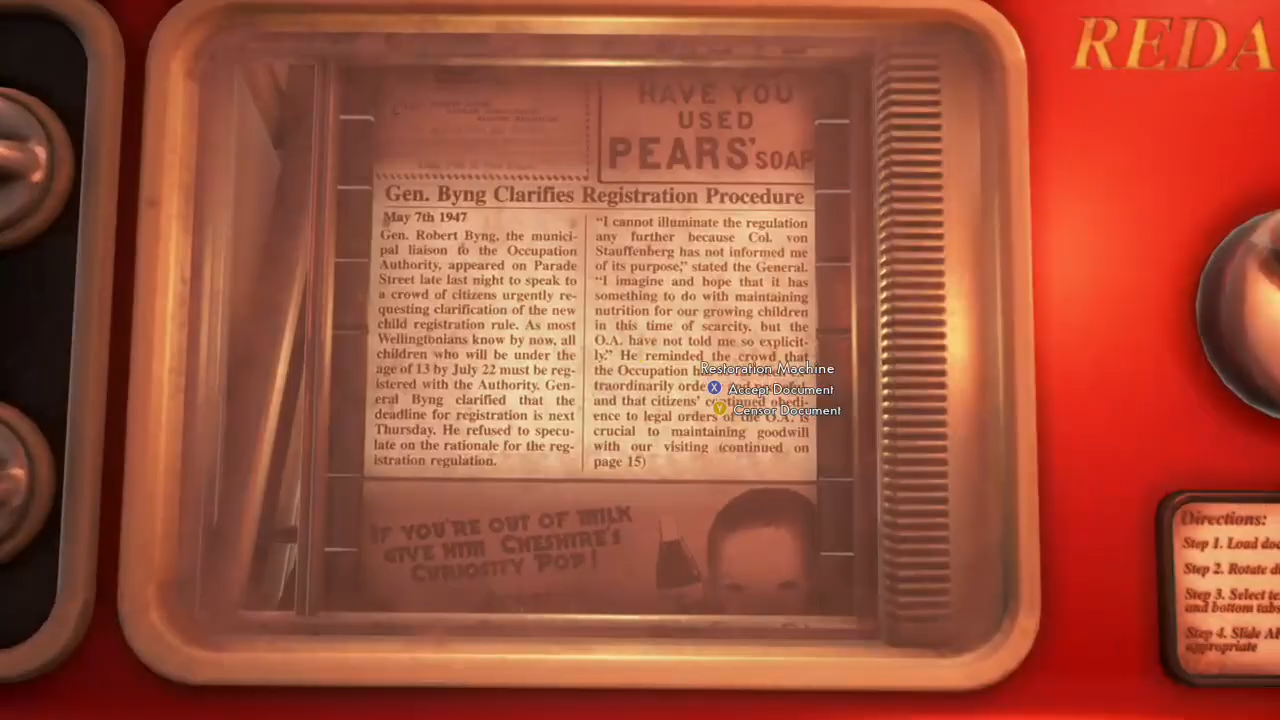 REDA
HAVE YOU
USED
PEARS' SOAP
Gen. Byng Clarifies Registration Procedure
May 7th 1947
Gen. Robert Byng, the munici-
pal liaison to the Occupation
Authority, appeared on Parade
Street late last night to speak to
a crowd of citizens urgently re-
questing clarification of the new
child registration rule. As most
Wellingtonians know by now, all
children who will be under the
age of 13 by July 22 must be reg-
istered with the Authority. Gen-
eral Byng clarified that the
deadline for registration is next
Thursday. He refused to specu-
late on the rationale for the reg-
istration regulation.
"I cannot illuminate the regulation
any further because Col. von
Stauffenberg has not informed me
of its purpose," stated the General.
"I imagine and hope that it has
something to do with maintaining
nutrition for our growing children
in this time of scarcity, but the
O.A. have not told me so explicit-
ly." He reminded the crowd that
the Occupation
traordinarily orde
and that citizens' continued obedi-
ence to legal orders of the O.A. is
crucial to maintaining goodwill
with our visiting (continued on
page 15)
Restoration Machine
X Accept Document
Y Censor Document
IF YOU'RE OUT OF MILK
GIVE HIM CHESHIRE'S
CURIOSITY POP!
Directions:
Step 1. Load do
Step 2. Rotate d
Step 3. Select te
and bottom tab
Step 4. Slide A
appropriate